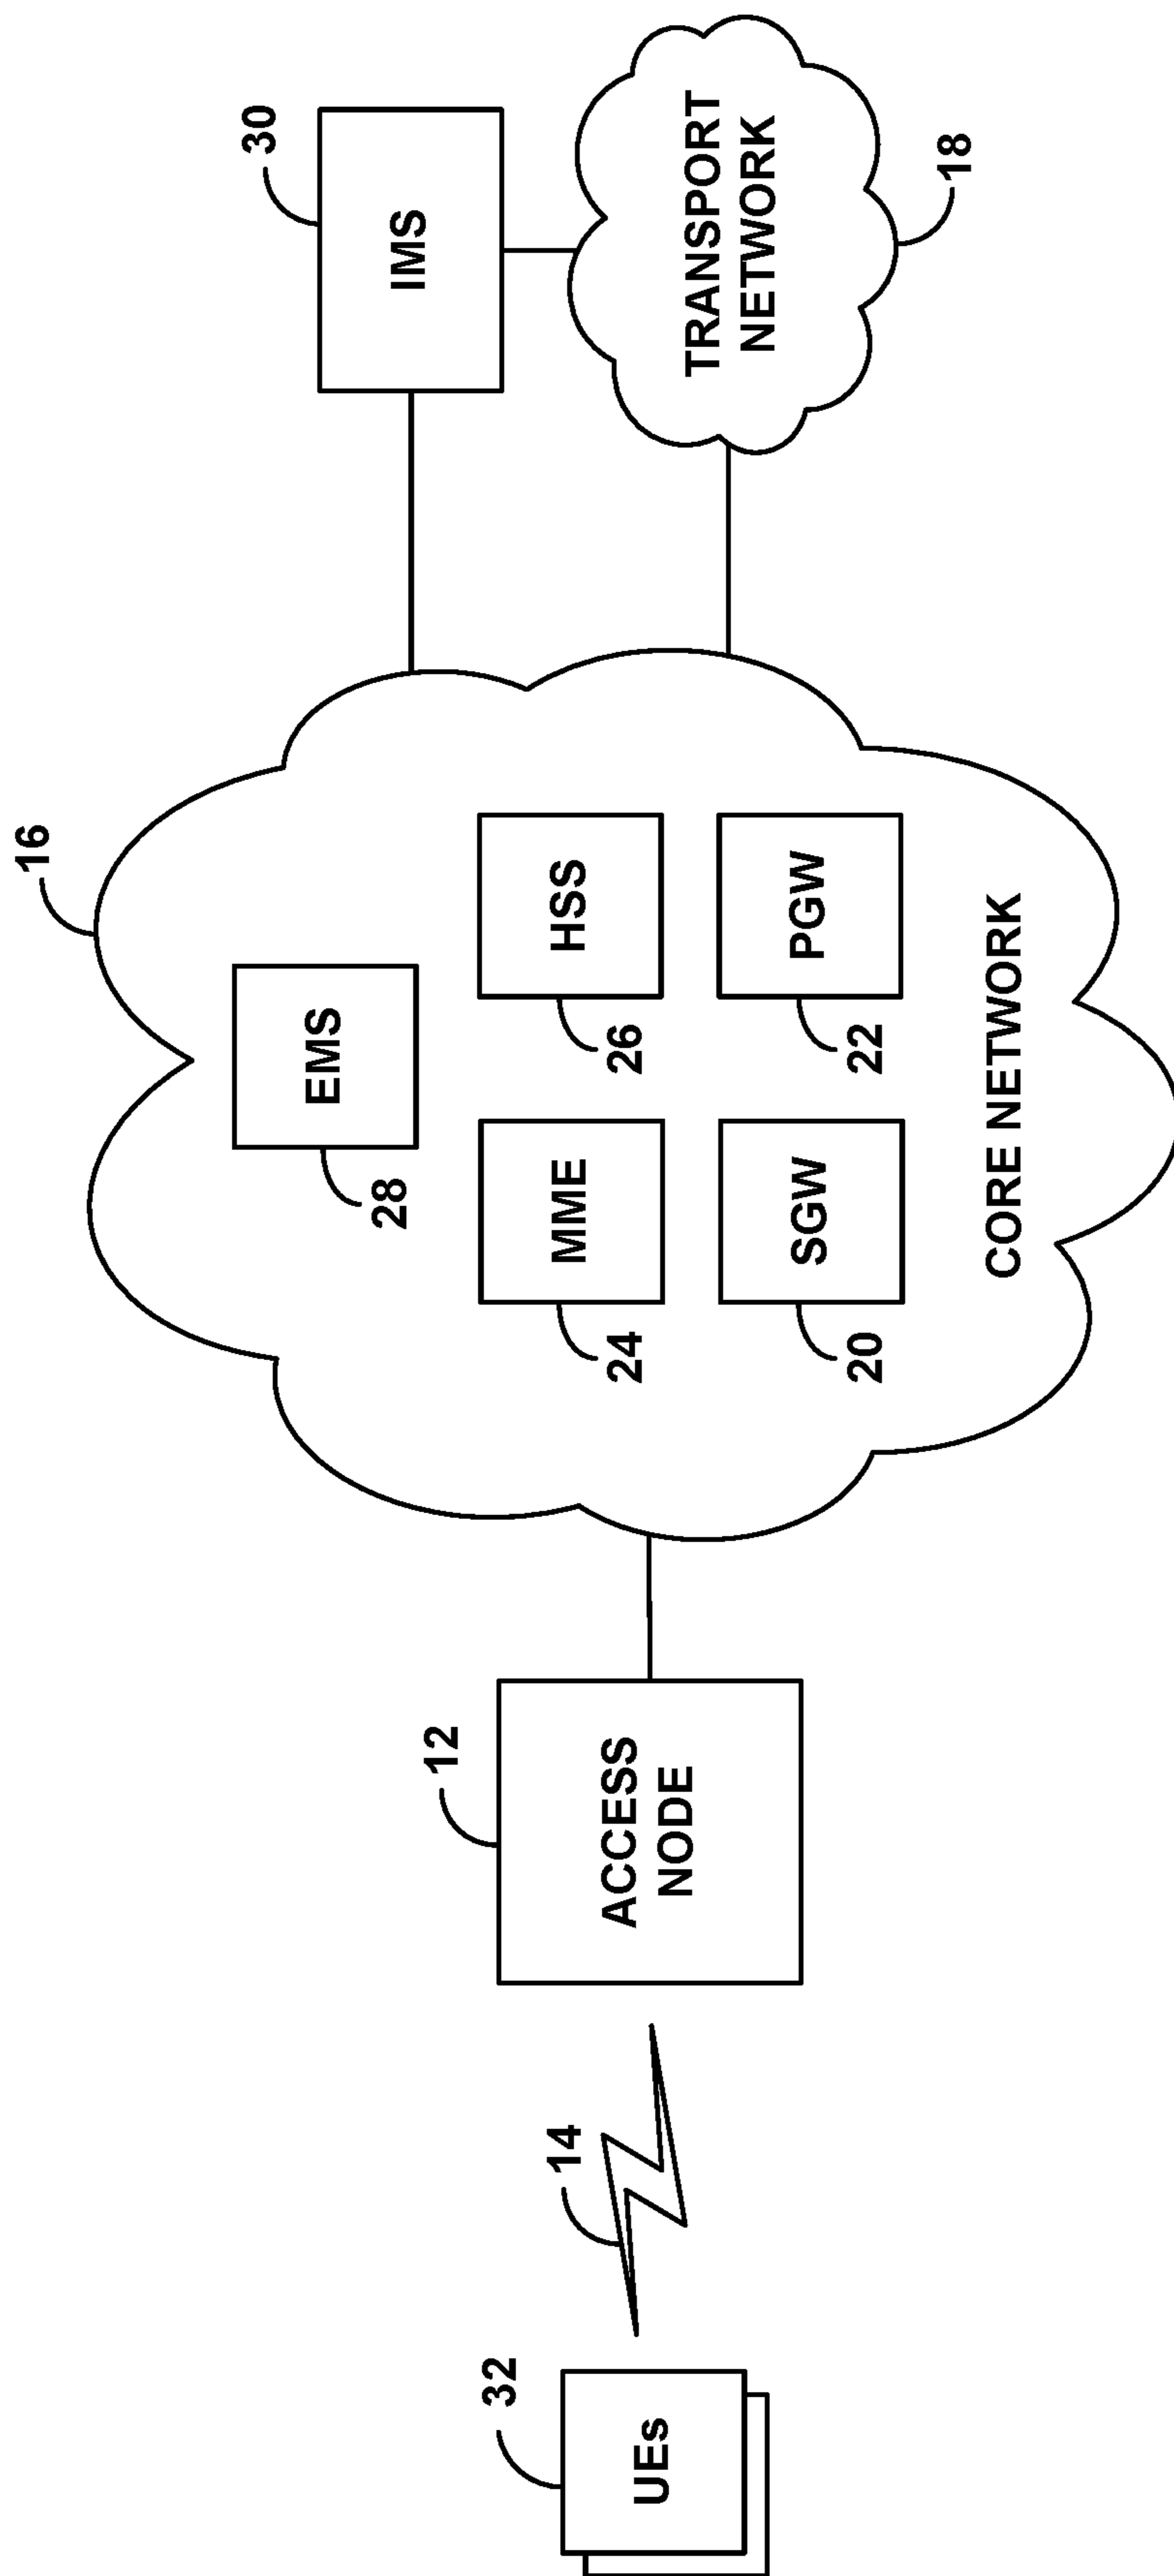 16
30
EMS
28
IMS
12
MME
24
HSS
26
14
32
UEs
ACCESS
NODE
SGW
20
PGW
22
TRANSPORT
NETWORK
18
CORE NETWORK